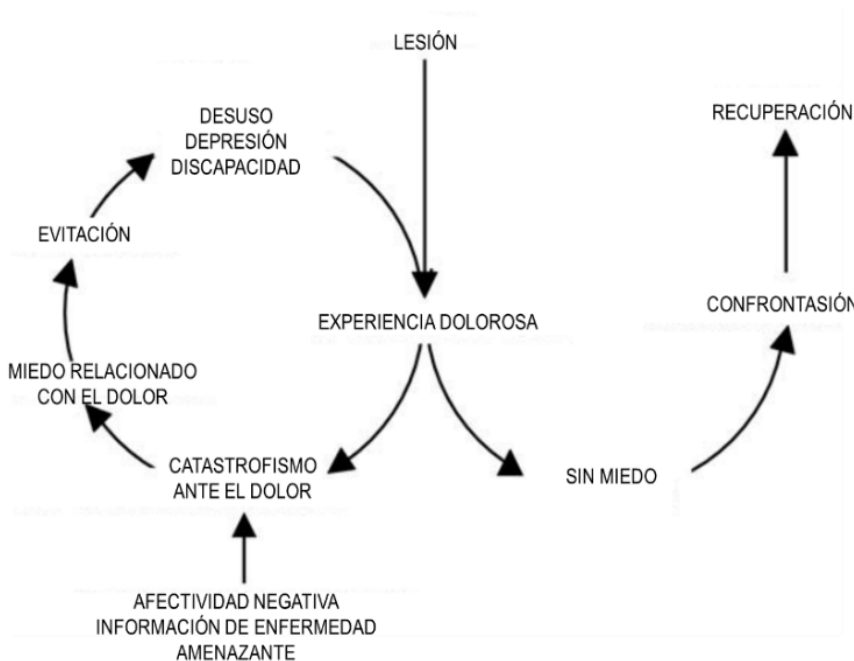 LESIÓN
DESUSO
DEPRESIÓN
DISCAPACIDAD
RECUPERACIÓN
EVITACIÓN
EXPERIENCIA DOLOROSA
CONFRONTASIÓN
MIEDO RELACIONADO
CON EL DOLOR
CATASTROFISMO
ANTE EL DOLOR
SIN MIEDO
AFECTIVIDAD NEGATIVA
INFORMACIÓN DE ENFERMEDAD
AMENAZANTE